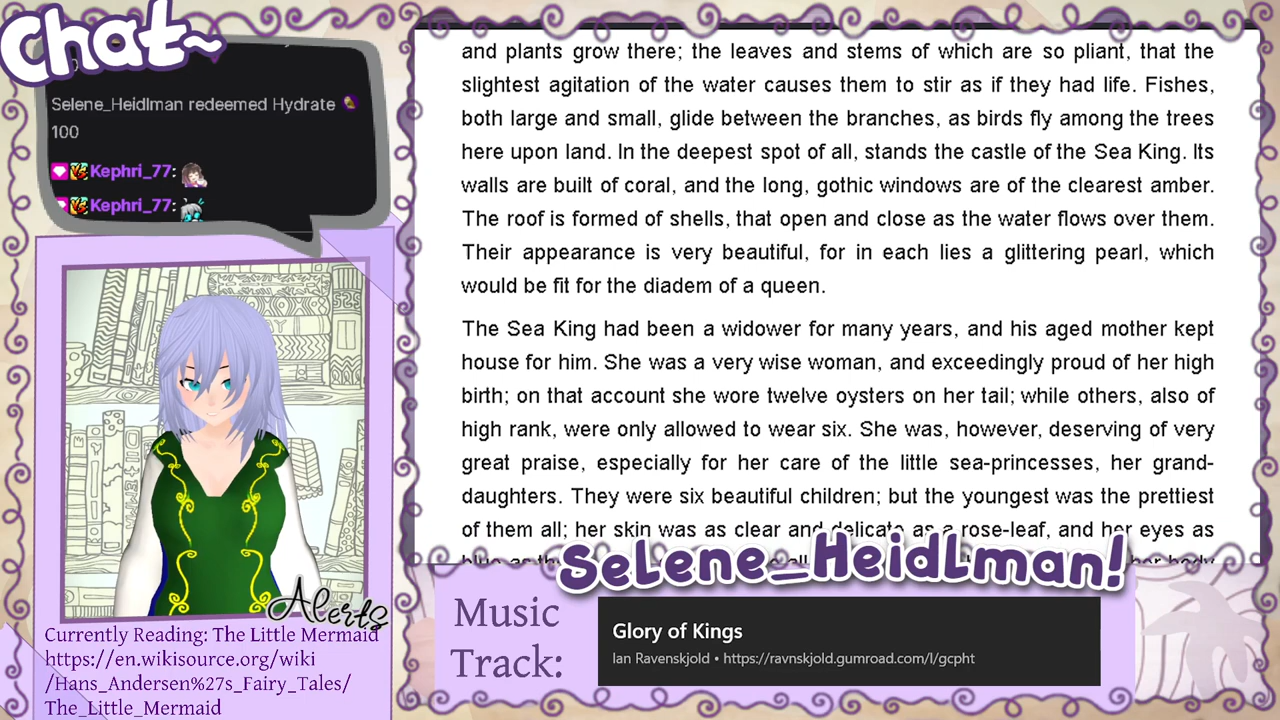 Chat~
Selene_Heidlman redeemed Hydrate
100
Kephri_77:
Kephri_77:
and plants grow there; the leaves and stems of which are so pliant, that the
slightest agitation of the water causes them to stir as if they had life. Fishes,
both large and small, glide between the branches, as birds fly among the trees
here upon land. In the deepest spot of all, stands the castle of the Sea King. Its
walls are built of coral, and the long, gothic windows are of the clearest amber.
The roof is formed of shells, that open and close as the water flows over them.
Their appearance is very beautiful, for in each lies a glittering pearl, which
would be fit for the diadem of a queen.
The Sea King had been a widower for many years, and his aged mother kept
house for him. She was a very wise woman, and exceedingly proud of her high
birth; on that account she wore twelve oysters on her tail; while others, also of
high rank, were only allowed to wear six. She was, however, deserving of very
great praise, especially for her care of the little sea-princesses, her grand-
daughters. They were six beautiful children; but the youngest was the prettiest
of them all; her skin was as clear and delicate as a rose-leaf, and her eyes as
Selene_Heidlman!
Alerts
Currently Reading: The Little Mermaid
https://en.wikisource.org/wiki
/Hans_Andersen%27s_Fairy_Tales/
The_Little_Mermaid
Music
Track:
Glory of Kings
Ian Ravenskjold • https://ravnskjold.gumroad.com/l/gcpht